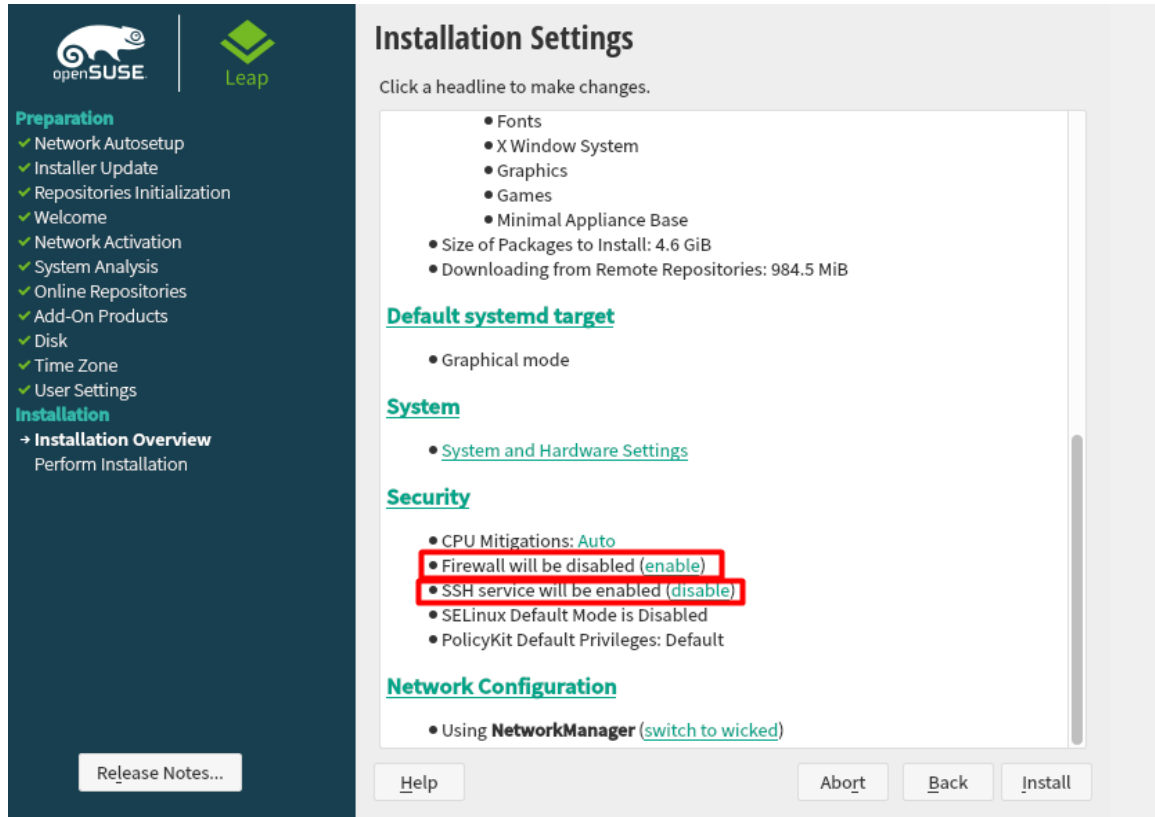 openSUSE.
Leap
Preparation
Network Autosetup
Installer Update
Repositories Initialization
Welcome
Network Activation
System Analysis
Online Repositories
Add-On Products
Disk
Time Zone
User Settings
Installation
Installation Overview
Perform Installation
Release Notes...
Installation Settings
Click a headline to make changes.
Fonts
X Window System
Graphics
Games
Minimal Appliance Base
Size of Packages to Install: 4.6 GiB
Downloading from Remote Repositories: 984.5 MiB
Default systemd target
Graphical mode
System
System and Hardware Settings
Security
CPU Mitigations: Auto
Firewall will be disabled (enable)
SSH service will be enabled (disable)
SELinux Default Mode is Disabled
PolicyKit Default Privileges: Default
Network Configuration
Using NetworkManager (switch to wicked)
Help
Abort
Back
Install